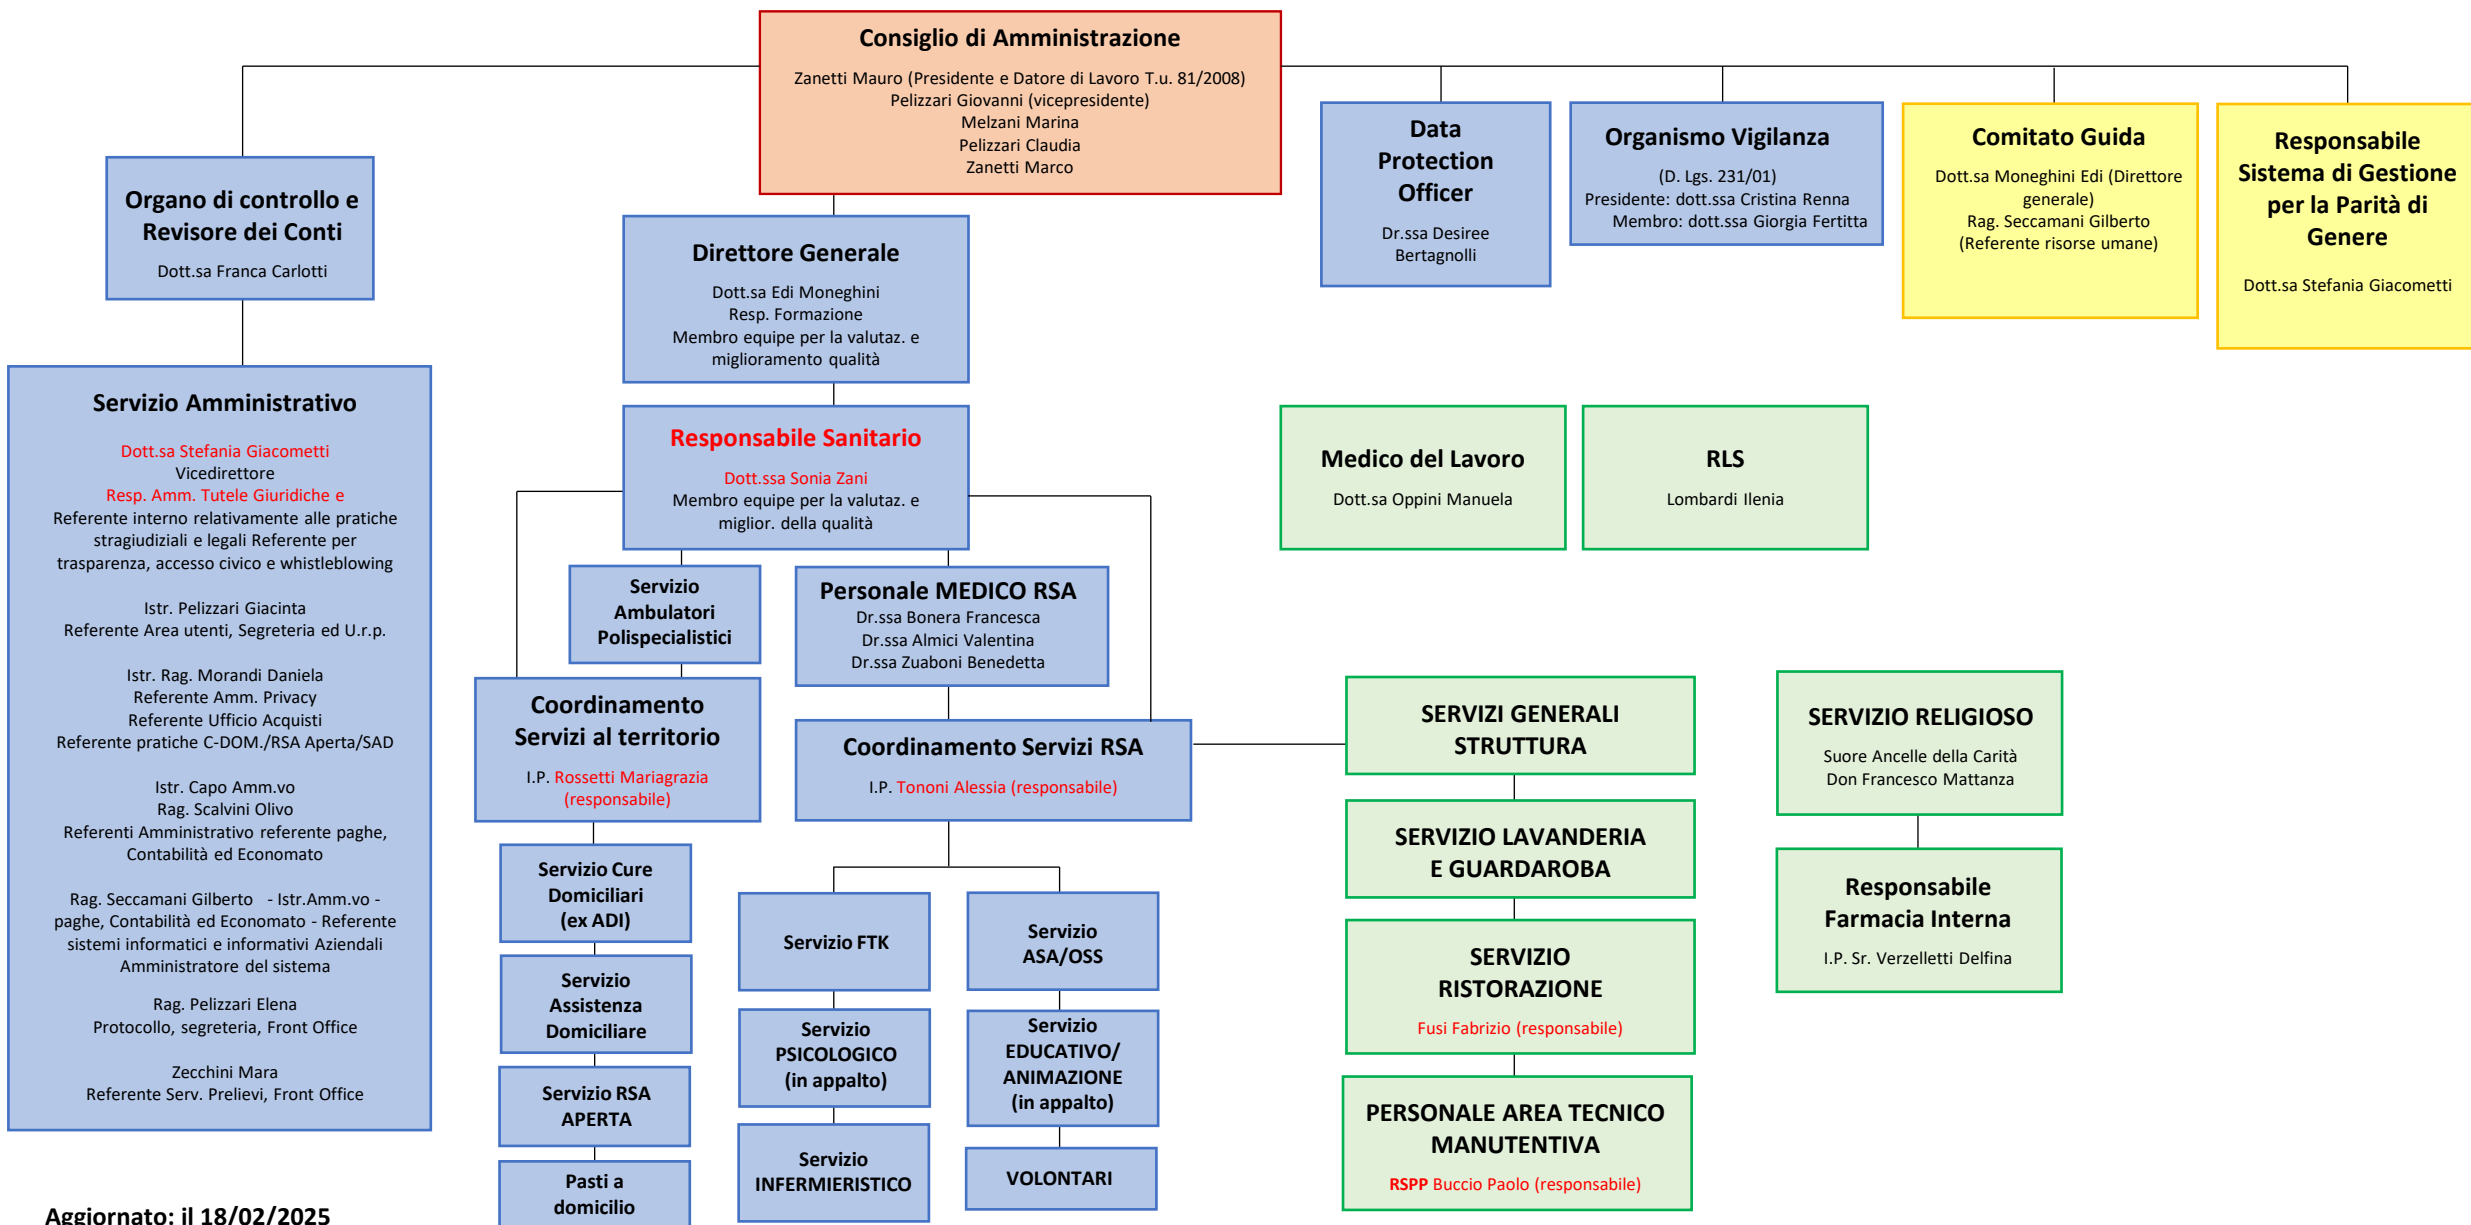 Consiglio di Amministrazione
Zanetti Mauro (Presidente e Datore di Lavoro T.u. 81/2008)
Pelizzari Giovanni (vicepresidente)
Melzani Marina
Pelizzari Claudia
Zanetti Marco
Organo di controllo e
Revisore dei Conti
Dott.sa Franca Carlotti
Direttore Generale
Dott.sa Edi Moneghini
Resp. Formazione
Membro equipe per la valutaz. e
miglioramento qualità
Data
Protection
Officer
Dr.ssa Desiree
Bertagnolli
Organismo Vigilanza
(D. Lgs. 231/01)
Presidente: dott.ssa Cristina Renna
Membro: dott.ssa Giorgia Fertitta
Comitato Guida
Dott.sa Moneghini Edi (Direttore
generale)
Rag. Seccamani Gilberto
(Referente risorse umane)
Responsabile
Sistema di Gestione
per la Parità di
Genere
Dott.sa Stefania Giacometti
Servizio Amministrativo
Dott.sa Stefania Giacometti
Vicedirettore
Resp. Amm. Tutele Giuridiche e
Referente interno relativamente alle pratiche
stragiudiziali e legali Referente per
trasparenza, accesso civico e whistleblowing
Istr. Pelizzari Giacinta
Referente Area utenti, Segreteria ed U.r.p.
Istr. Rag. Morandi Daniela
Referente Amm. Privacy
Referente Ufficio Acquisti
Referente pratiche C-DOM./RSA Aperta/SAD
Istr. Capo Amm.vo
Rag. Scalvini Olivo
Referenti Amministrativo referente paghe,
Contabilità ed Economato
Rag. Seccamani Gilberto - Istr.Amm.vo -
paghe, Contabilità ed Economato - Referente
sistemi informatici e informativi Aziendali
Amministratore del sistema
Rag. Pelizzari Elena
Protocollo, segreteria, Front Office
Zecchini Mara
Referente Serv. Prelievi, Front Office
Responsabile Sanitario
Dott.ssa Sonia Zani
Membro equipe per la valutaz. e
miglior. della qualità
Medico del Lavoro
Dott.sa Oppini Manuela
RLS
Lombardi Ilenia
Servizio
Ambulatori
Polispecialistici
Personale MEDICO RSA
Dr.ssa Bonera Francesca
Dr.ssa Almici Valentina
Dr.ssa Zuaboni Benedetta
Coordinamento
Servizi al territorio
I.P. Rossetti Mariagrazia
(responsabile)
Coordinamento Servizi RSA
I.P. Tononi Alessia (responsabile)
SERVIZI GENERALI
STRUTTURA
SERVIZIO RELIGIOSO
Suore Ancelle della Carità
Don Francesco Mattanza
SERVIZIO LAVANDERIA
E GUARDAROBA
Responsabile
Farmacia Interna
I.P. Sr. Verzelletti Delfina
Servizio Cure
Domiciliari
(ex ADI)
Servizio FTK
Servizio
ASA/OSS
SERVIZIO
RISTORAZIONE
Fusi Fabrizio (responsabile)
Servizio
Assistenza
Domiciliare
Servizio
PSICOLOGICO
(in appalto)
Servizio
EDUCATIVO/
ANIMAZIONE
(in appalto)
Servizio RSA
APERTA
PERSONALE AREA TECNICO
MANUTENTIVA
RSPP Buccio Paolo (responsabile)
Servizio
INFERMIERISTICO
VOLONTARI
Pasti a
domicilio
Aggiornato: il 18/02/2025